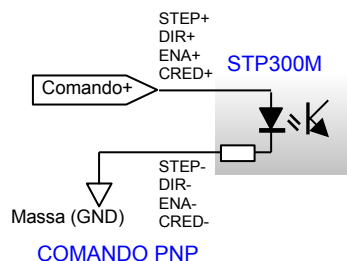 STEP+
DIR+
ENA+
CRED+
STP300M
Comando+
STEP-
DIR-
ENA-
CRED-
Massa (GND)
COMANDO PNP